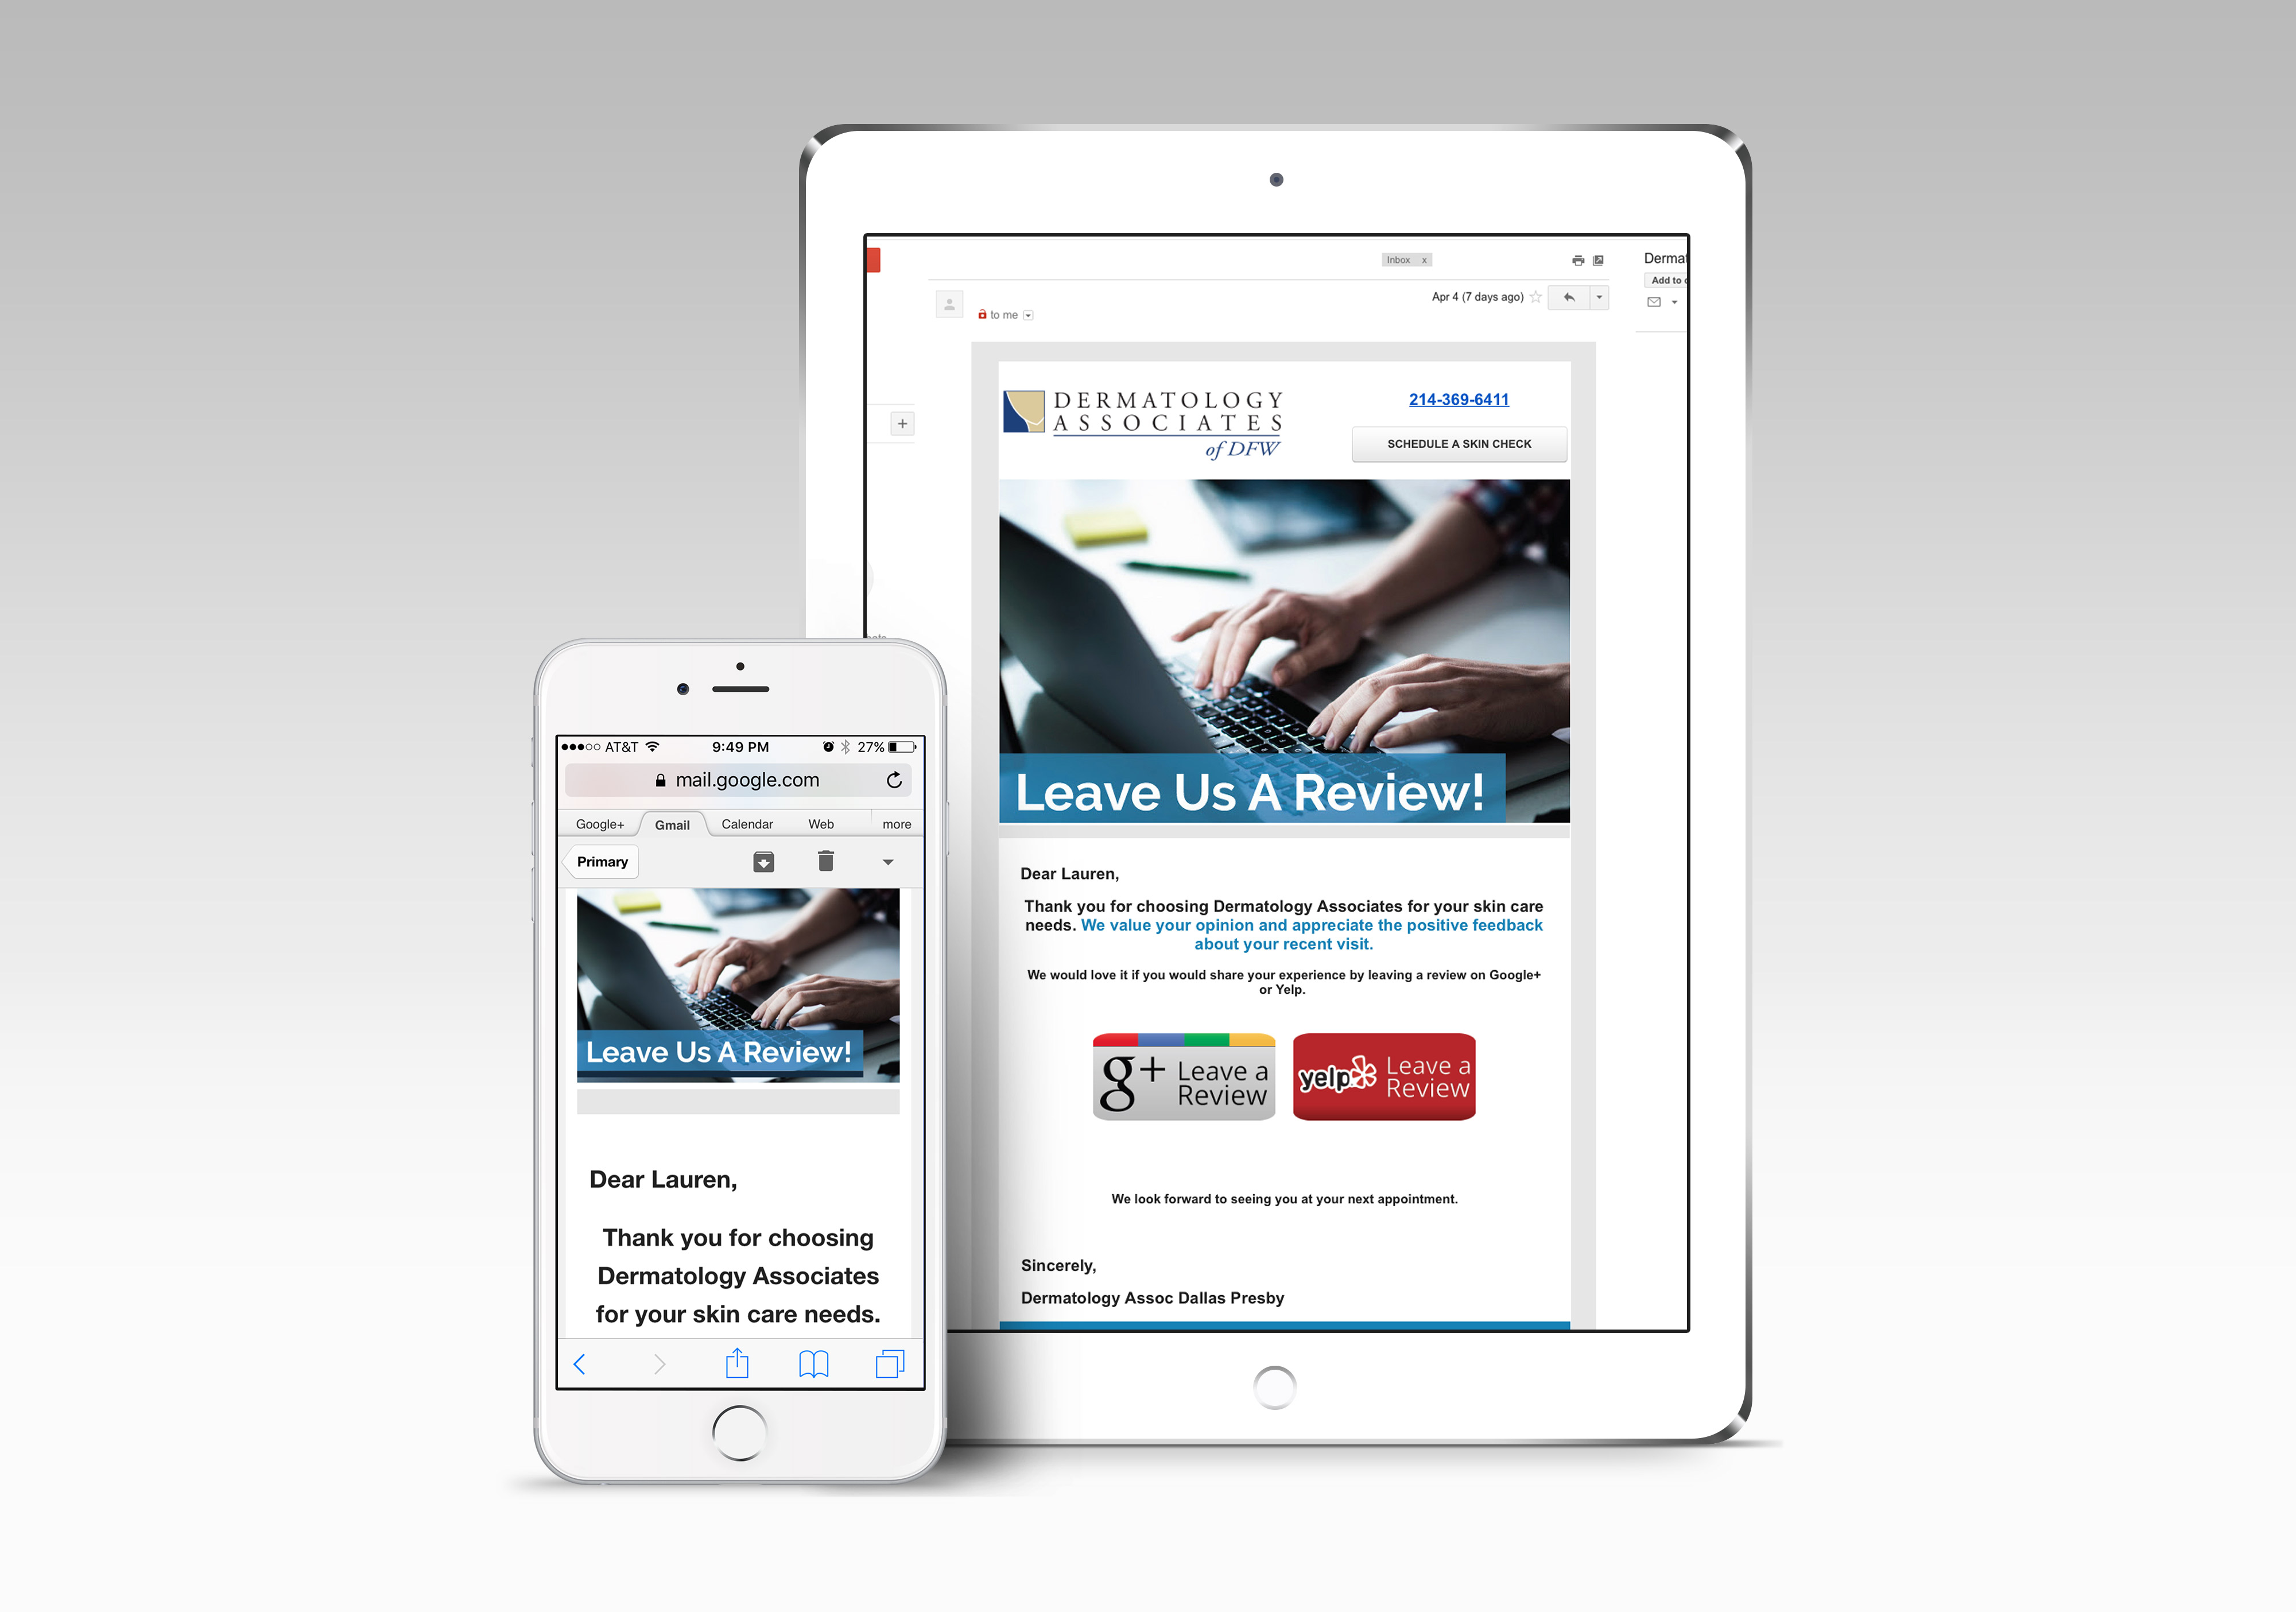 Inbox x
Dermat
Add to c
Apr 4 (7 days ago)
to me
DERMATOLOGY
ASSOCIATES
of DFW
214-369-6411
SCHEDULE A SKIN CHECK
Leave Us A Review!
Dear Lauren,
Thank you for choosing Dermatology Associates for your skin care
needs. We value your opinion and appreciate the positive feedback
about your recent visit.
We would love it if you would share your experience by leaving a review on Google+
or Yelp.
g+ Leave a
Review
yelp Leave a
Review
We look forward to seeing you at your next appointment.
Sincerely,
Dermatology Assoc Dallas Presby
AT&T 9:49 PM 27%
mail.google.com
Google+ Gmail Calendar Web more
Primary
Leave Us A Review!
Dear Lauren,
Thank you for choosing
Dermatology Associates
for your skin care needs.